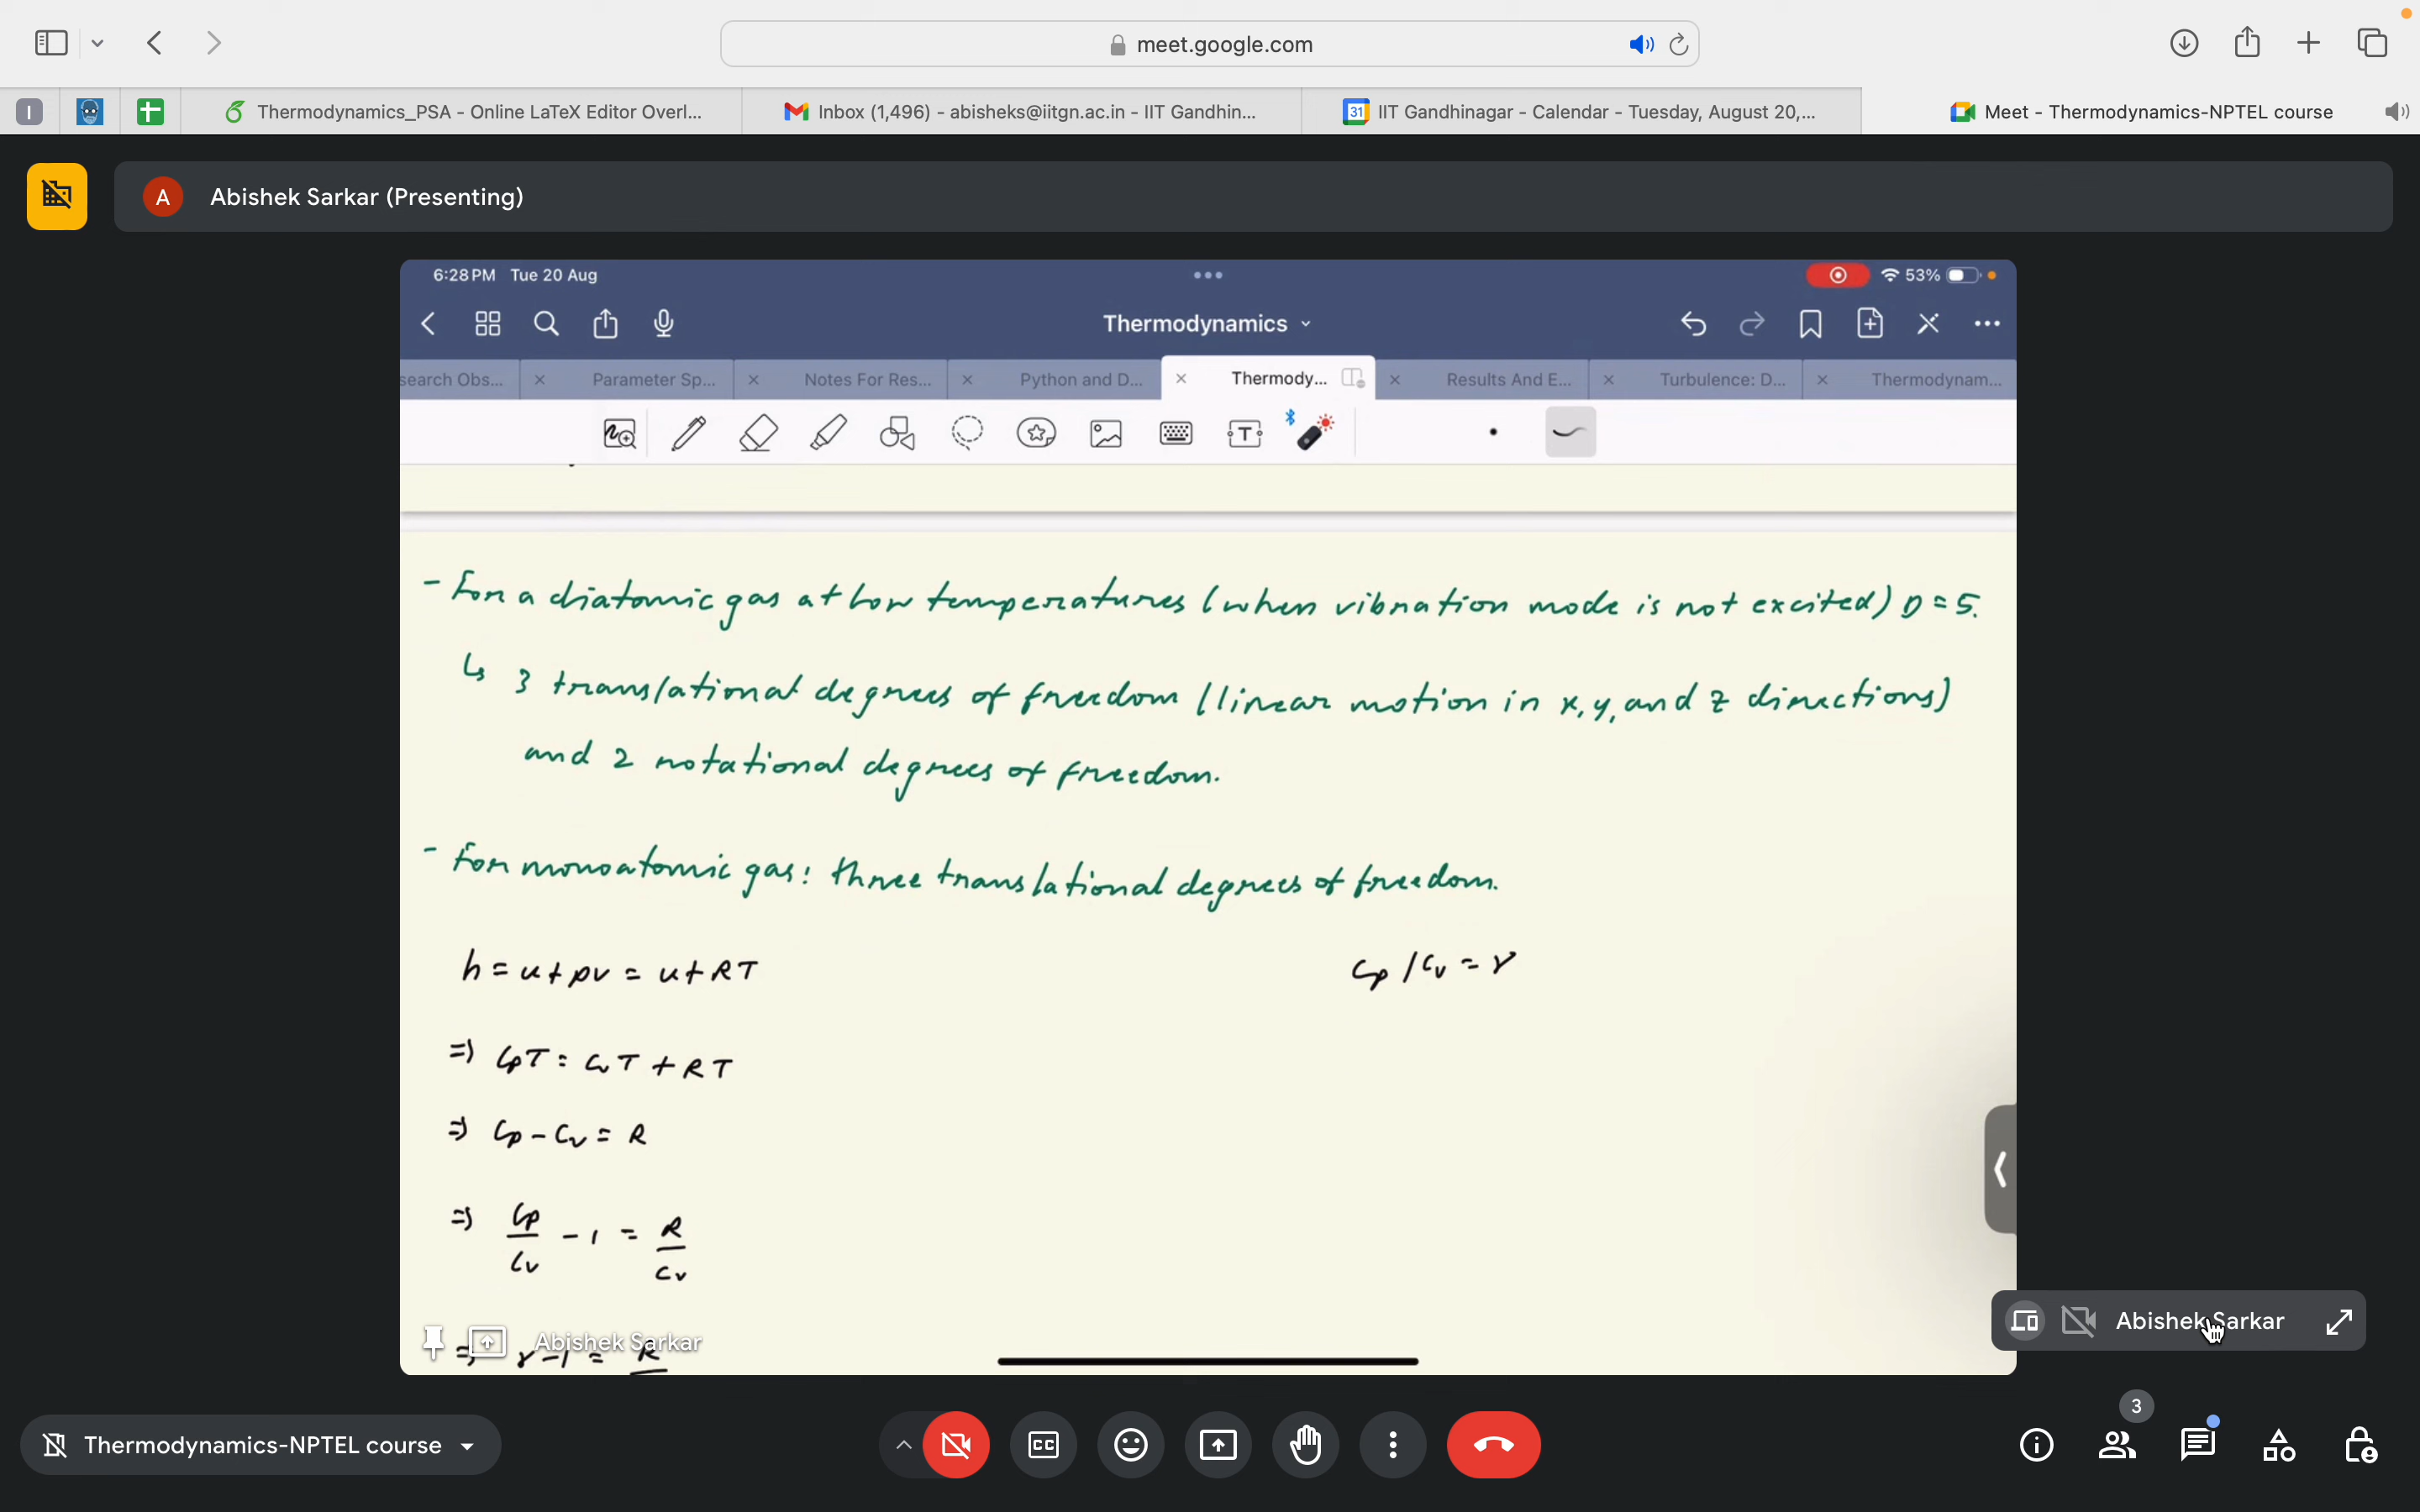 meet.google.com
Thermodynamics_PSA - Online LaTeX Editor Overl...
Inbox (1,496) - abisheks@iitgn.ac.in - IIT Gandhin...
31
IIT Gandhinagar - Calendar - Tuesday, August 20,...
Meet - Thermodynamics-NPTEL course
I
A
Abishek Sarkar (Presenting)
6:28 PM Tue 20 Aug
53%
Thermodynamics
search Obs...
Parameter Sp...
Notes For Res...
Python and D...
Thermody...
Results And E...
Turbulence: D...
Thermodynam...
T
- For a diatomic gas at low temperatures (when vibration mode is not excited) D = 5.
↳ 3 translational degrees of freedom (linear motion in x, y, and z directions)
and 2 rotational degrees of freedom.
- For monoatomic gas: three translational degrees of freedom.
h = u + pv = u + RT
Cp / Cv = γ
⇒ CpT = CvT + RT
⇒ Cp - Cv = R
⇒ Cp/Cv - 1 = R/Cv
⇒ γ - 1 = R
Abishek Sarkar
Abishek Sarkar
Thermodynamics-NPTEL course
CC
3